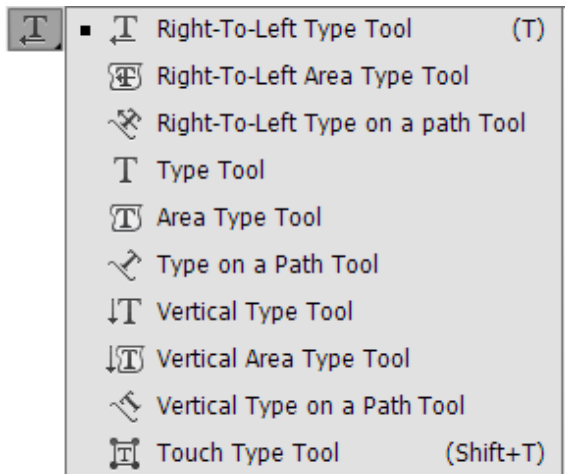 Right-To-Left Type Tool (T)
Right-To-Left Area Type Tool
Right-To-Left Type on a path Tool
Type Tool
Area Type Tool
Type on a Path Tool
Vertical Type Tool
Vertical Area Type Tool
Vertical Type on a Path Tool
Touch Type Tool (Shift+T)